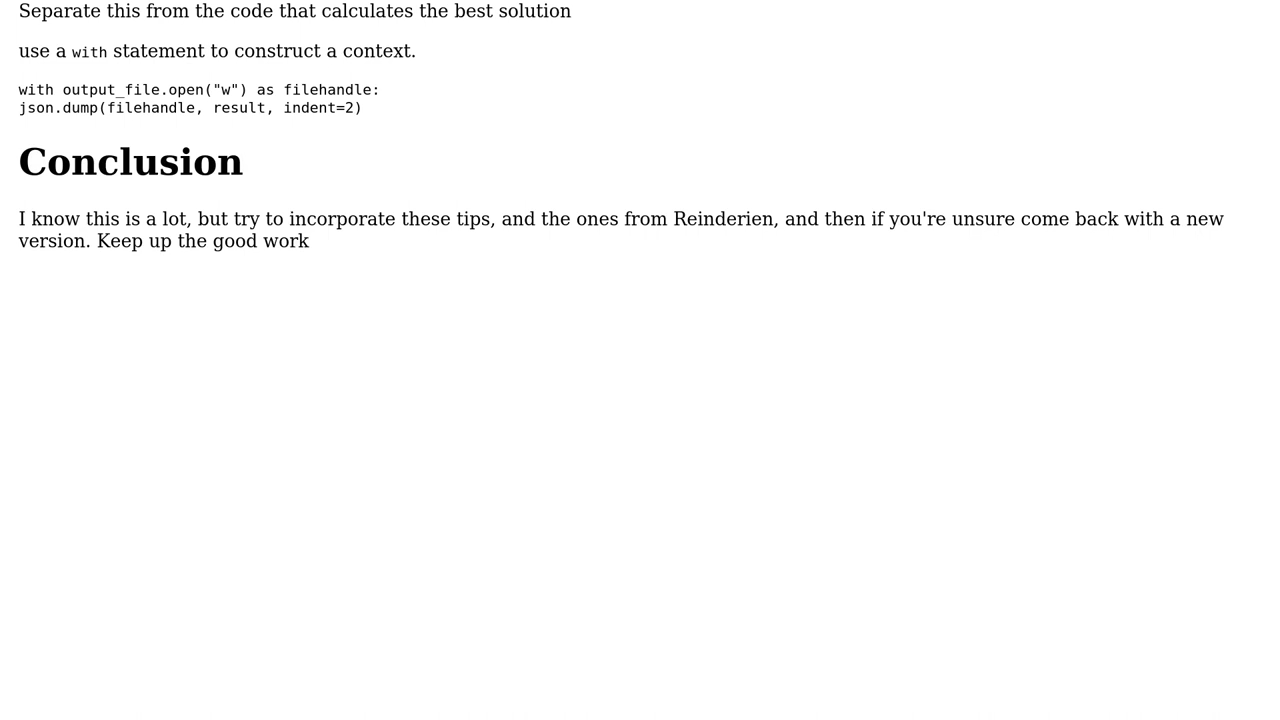 Separate this from the code that calculates the best solution
use a with statement to construct a context.
with output_file.open("w") as filehandle:
json.dump(filehandle, result, indent=2)
Conclusion
I know this is a lot, but try to incorporate these tips, and the ones from Reinderien, and then if you're unsure come back with a new
version. Keep up the good work